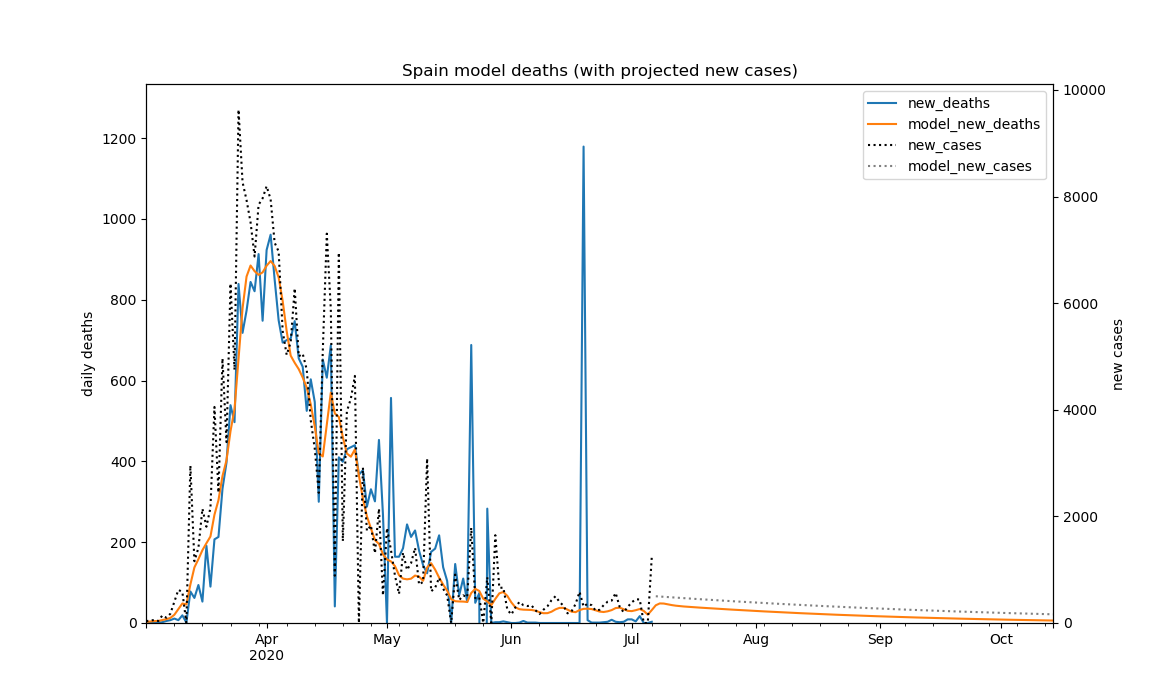 Spain model deaths (with projected new cases)
new_deaths
model_new_deaths
new_cases
model_new_cases
daily deaths
1200
1000
800
600
400
200
0
10000
8000
6000
4000
2000
0
new cases
Apr
2020
May
Jun
Jul
Aug
Sep
Oct